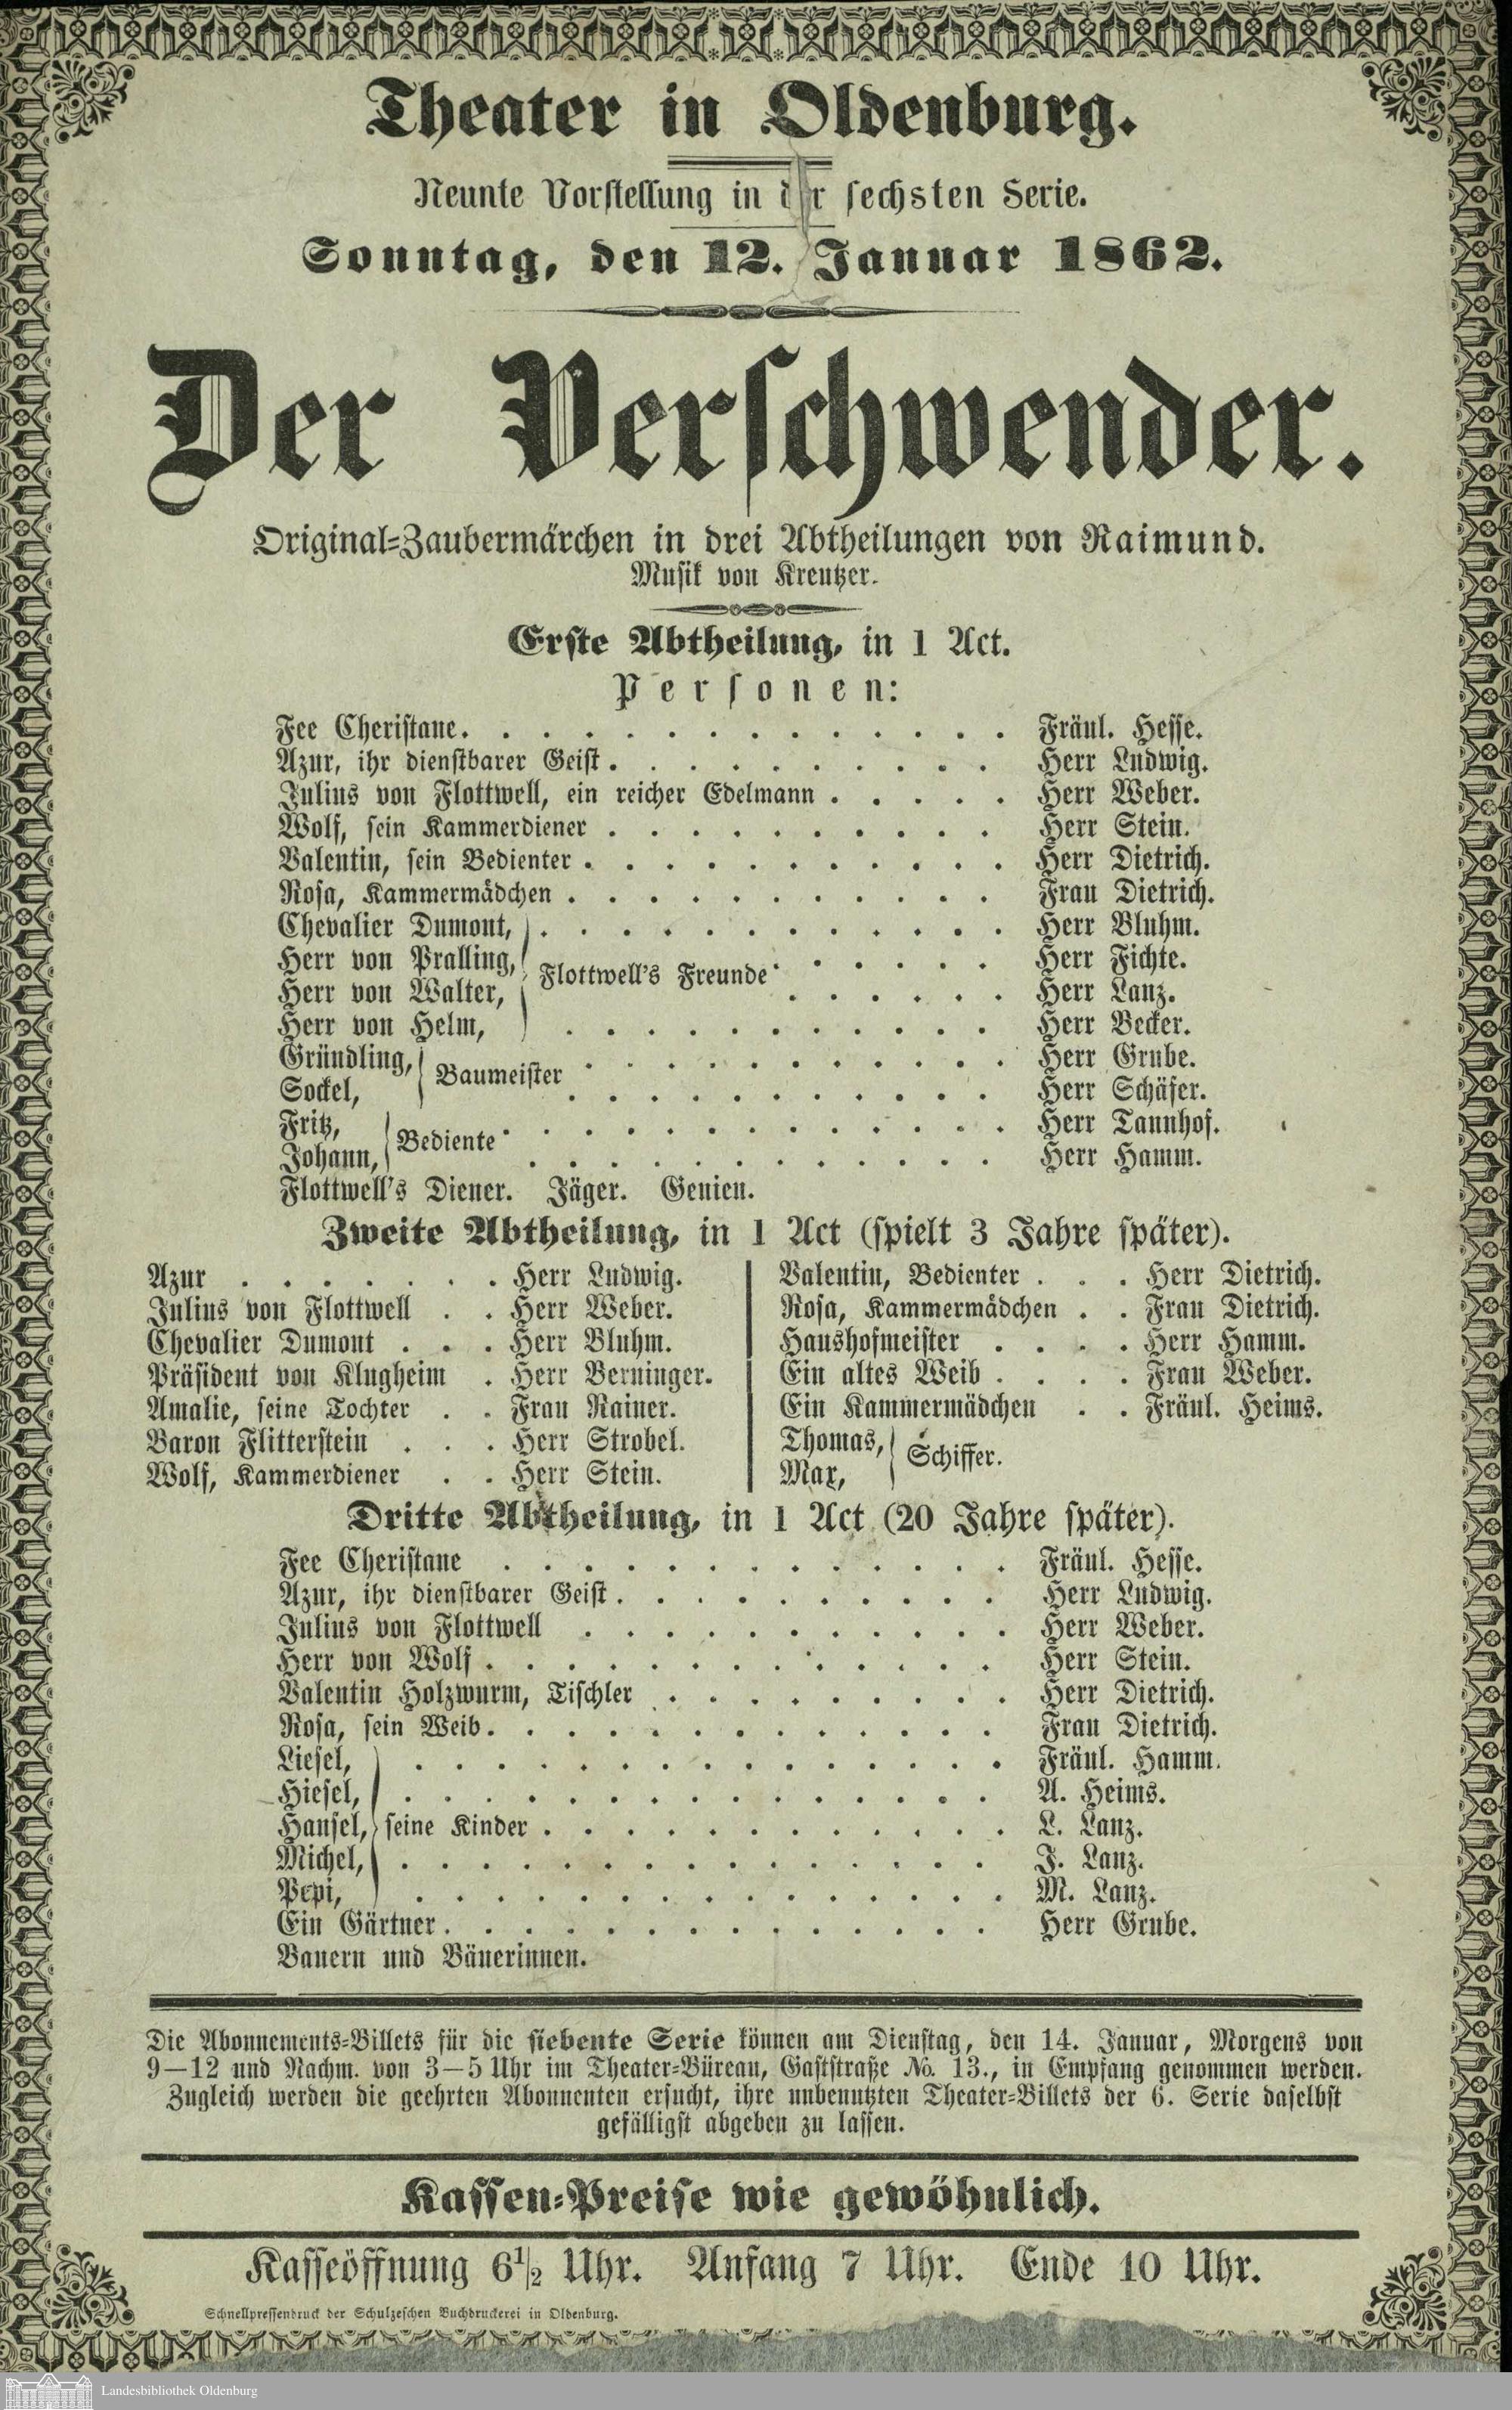 Theater in Oldenburg.
Neunte Vorstellung in der sechsten Serie.
Sonntag, den 12. Januar 1862.
Der Verschwender.
Original-Zaubermärchen in drei Abtheilungen von Raimund.
Musik von Kreutzer.
Erste Abtheilung, in 1 Act.
Personen:
Fee Cheristane. . . . . . . . . . . . . . Fräul. Hesse.
Azur, ihr dienstbarer Geist . . . . . . . . . . Herr Ludwig.
Julius von Flottwell, ein reicher Edelmann . . . . . Herr Weber.
Wolf, sein Kammerdiener . . . . . . . . . . Herr Stein.
Valentin, sein Bedienter . . . . . . . . . . . Herr Dietrich.
Rosa, Kammermädchen . . . . . . . . . . . Frau Dietrich.
Chevalier Dumont, . . . . . . . . . . . . Herr Bluhm.
Herr von Pralling, . . . . . . Herr Fichte.
Flottwell's Freunde
Herr von Walter, . . . . . . Herr Lanz.
Herr von Helm, . . . . . . . . . . . Herr Becker.
Gründling, . . . . . . . . . . . Herr Grube.
Baumeister
Sockel, . . . . . . . . . . . Herr Schäfer.
Fritz, . . . . . . . . . . . . . Herr Tannhof.
Bediente
Johann, . . . . . . . . . . . . Herr Hamm.
Flottwell's Diener. Jäger. Genien.
Zweite Abtheilung, in 1 Act (spielt 3 Jahre später).
Azur . . . . . . . Herr Ludwig.
Julius von Flottwell . . Herr Weber.
Chevalier Dumont . . . Herr Bluhm.
Präsident von Klugheim . Herr Berninger.
Amalie, seine Tochter . . Frau Rainer.
Baron Flitterstein . . . Herr Strobel.
Wolf, Kammerdiener . . Herr Stein.
Valentin, Bedienter . . . Herr Dietrich.
Rosa, Kammermädchen . . Frau Dietrich.
Haushofmeister . . . . Herr Hamm.
Ein altes Weib . . . . Frau Weber.
Ein Kammermädchen . . Fräul. Heims.
Thomas,
Schiffer.
Max,
Dritte Abtheilung, in 1 Act (20 Jahre später).
Fee Cheristane . . . . . . . . . . . . . Fräul. Hesse.
Azur, ihr dienstbarer Geist . . . . . . . . . . Herr Ludwig.
Julius von Flottwell . . . . . . . . . . . Herr Weber.
Herr von Wolf . . . . . . . . . . . . . Herr Stein.
Valentin Holzwurm, Tischler . . . . . . . . . Herr Dietrich.
Rosa, sein Weib . . . . . . . . . . . . . Frau Dietrich.
Liesel, . . . . . . . . . . . . . . . Fräul. Hamm.
Hiesel, . . . . . . . . . . . . . . . A. Heims.
Hansel, seine Kinder . . . . . . . . . . . . L. Lanz.
Michel, . . . . . . . . . . . . . . . J. Lanz.
Pepi, . . . . . . . . . . . . . . . M. Lanz.
Ein Gärtner . . . . . . . . . . . . . . Herr Grube.
Bauern und Bäuerinnen.
Die Abonnements-Billets für die siebente Serie können am Dienstag, den 14. Januar, Morgens von
9—12 und Nachm. von 3—5 Uhr im Theater-Büreau, Gaststraße No. 13., in Empfang genommen werden.
Zugleich werden die geehrten Abonnenten ersucht, ihre unbenutzten Theater-Billets der 6. Serie daselbst
gefälligst abgeben zu lassen.
Kassen-Preise wie gewöhnlich.
Kasseöffnung 6 1/2 Uhr. Anfang 7 Uhr. Ende 10 Uhr.
Schnellpressendruck der Schulzeschen Buchdruckerei in Oldenburg.
Landesbibliothek Oldenburg